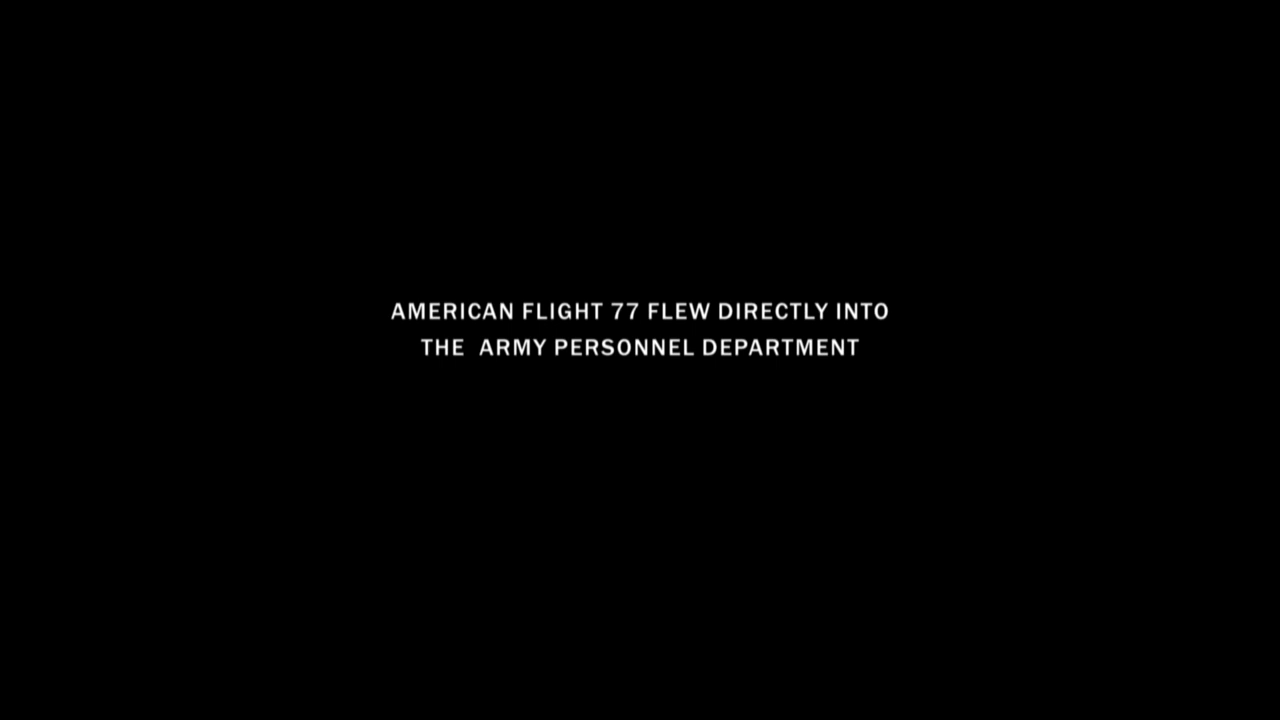 AMERICAN FLIGHT 77 FLEW DIRECTLY INTO
THE  ARMY PERSONNEL DEPARTMENT